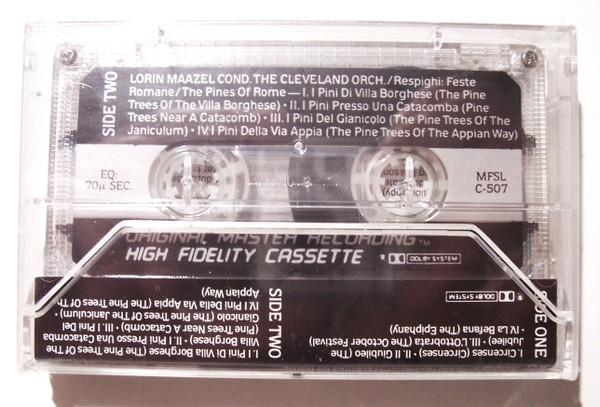 SIDE TWO
LORIN MAAZEL COND. THE CLEVELAND ORCH./Respighi: Feste
Romane/The Pines Of Rome — I. I Pini Di Villa Borghese (The Pine
Trees Of The Villa Borghese) • II. I Pini Presso Una Catacomba (Pine
Trees Near A Catacomb) • III. I Pini Del Gianicolo (The Pine Trees Of The
Janiculum) • IV. I Pini Della Via Appia (The Pine Trees Of The Appian Way)
EQ:
70µ SEC.
MFSL
C-507
ORIGINAL MASTER RECORDING™
HIGH FIDELITY CASSETTE
DOLBY SYSTEM
SIDE ONE
I. Circenses (Circenses) • II. Il Giubileo (The
Jubilee) • III. L'Ottobrata (The October Festival)
• IV. La Befana (The Epiphany)
DOLBY SYSTEM
SIDE TWO
I. I Pini Di Villa Borghese (The Pine Trees Of The
Villa Borghese) • II. I Pini Presso Una Catacomba
(Pine Trees Near A Catacomb) • III. I Pini Del
Gianicolo (The Pine Trees Of The Janiculum) •
IV. I Pini Della Via Appia (The Pine Trees Of The
Appian Way)